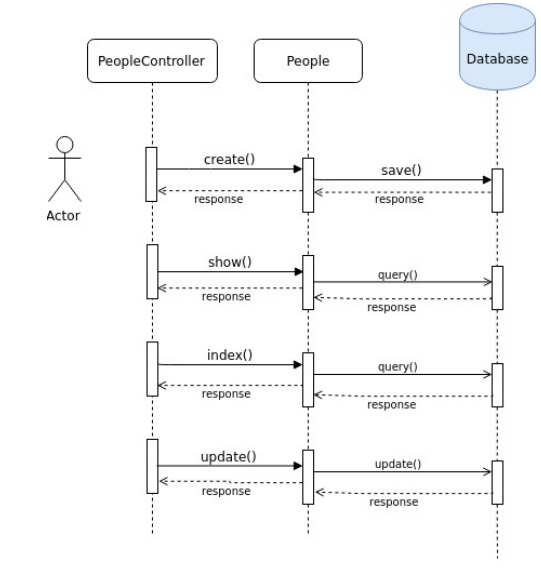 PeopleController
People
Database
Actor
create()
save()
response
response
show()
query()
response
response
index()
query()
response
response
update()
update()
response
response